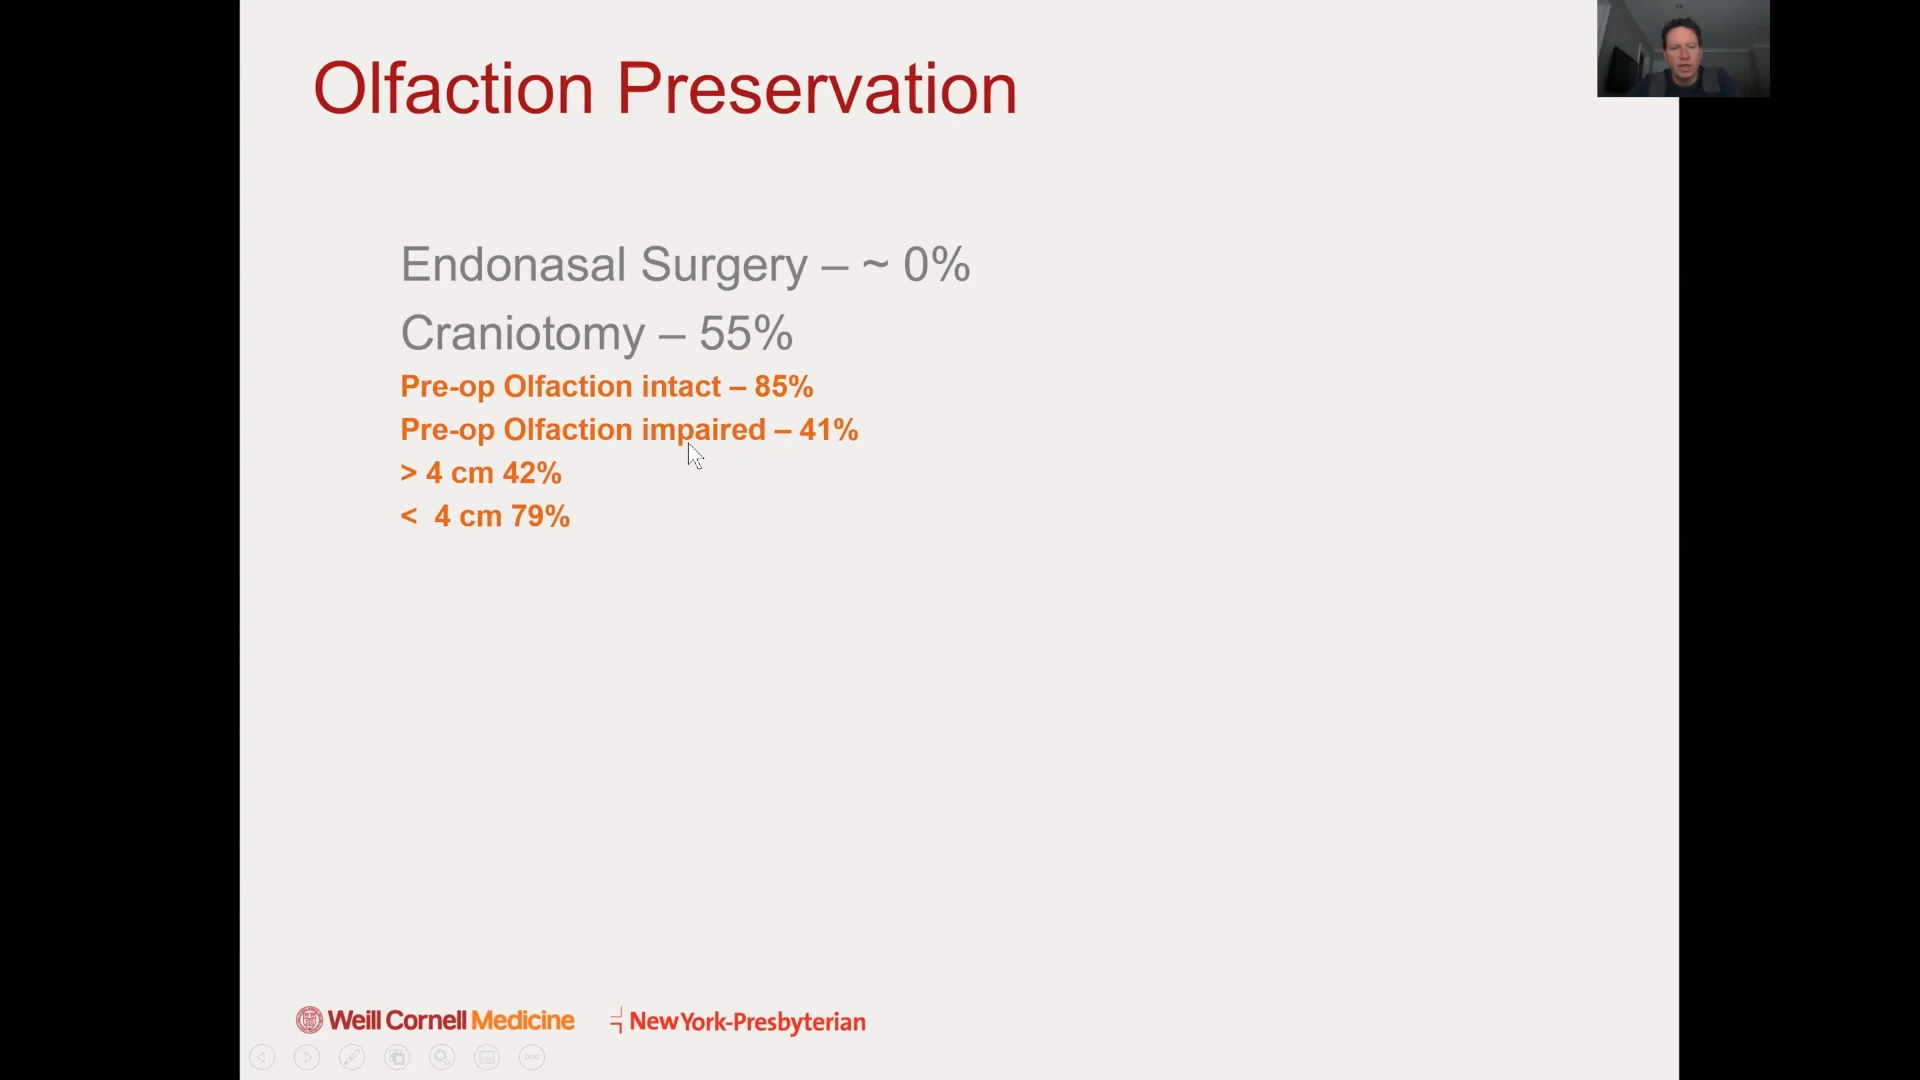 Olfaction Preservation
Endonasal Surgery – ~ 0%
Craniotomy – 55%
Pre-op Olfaction intact – 85%
Pre-op Olfaction impaired – 41%
> 4 cm 42%
<  4 cm 79%
Weill Cornell Medicine
NewYork-Presbyterian